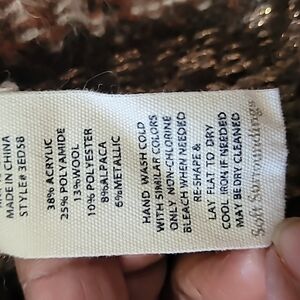 MADE IN CHINA
STYLE# 3ED58
38% ACRYLIC
25% POLYAMIDE
13%WOOL
10% POLYESTER
8%ALPACA
6%METALLIC
HAND WASH COLD
WITH SIMILAR COLORS
ONLY NON-CHLORINE
BLEACH WHEN NEEDED
RE-SHAPE &
LAY FLAT TO DRY
COOL IRON IF NEEDED
MAY BE DRY CLEANED
Soft Surroundings